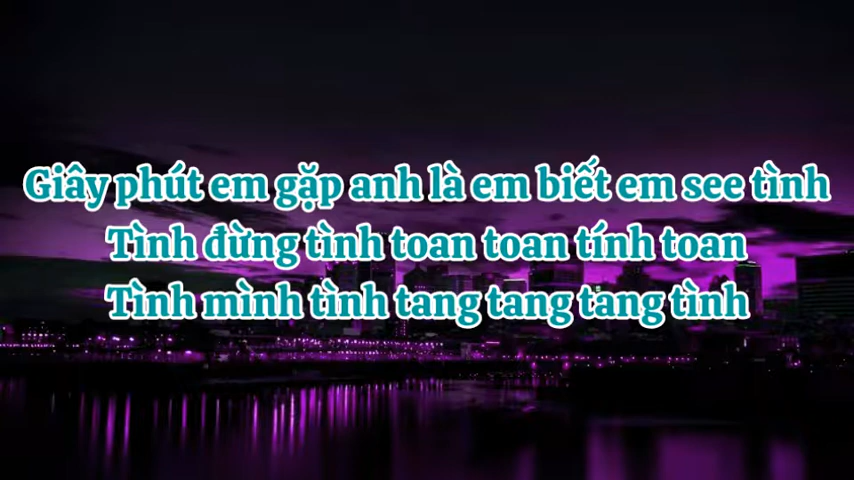 Giây phút em gặp anh là em biết em see tình
Tình đừng tình toan toan tính toan
Tình mình tình tang tang tang tình